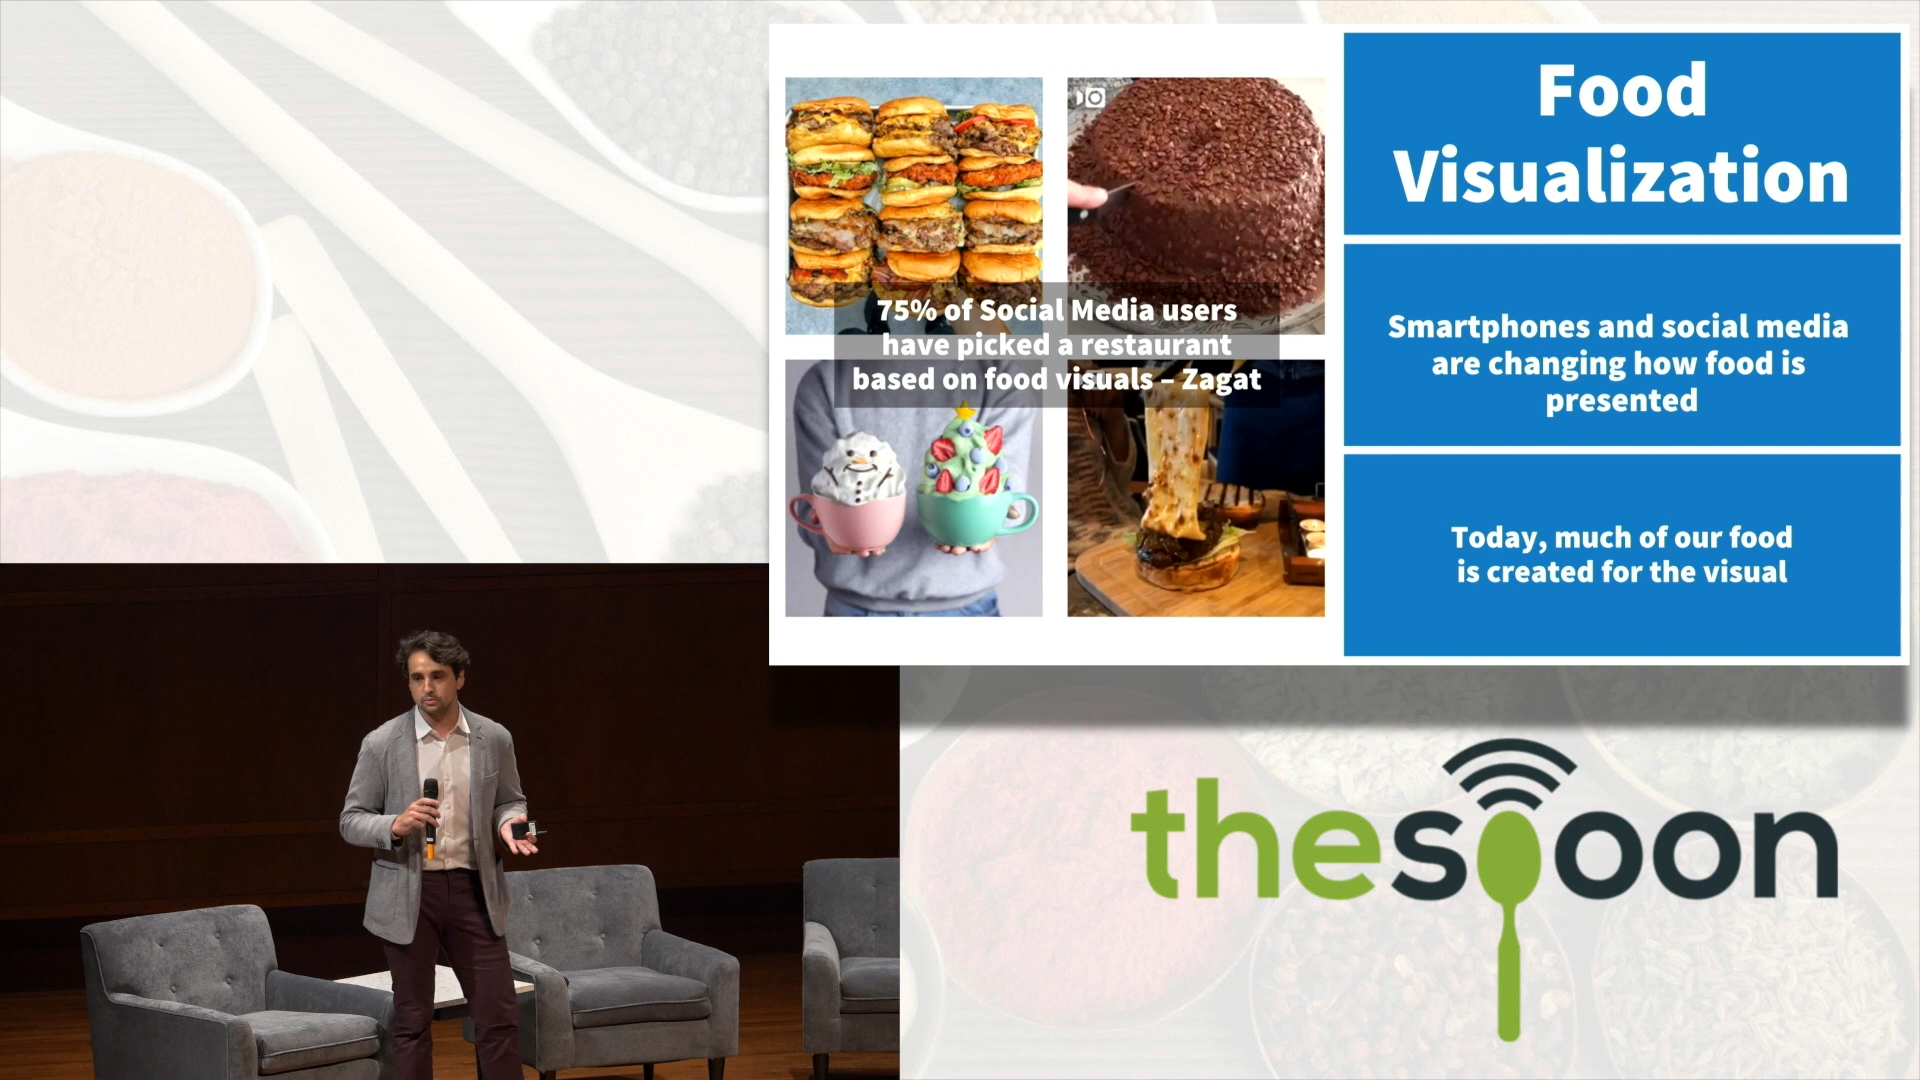 75% of Social Media users
have picked a restaurant
based on food visuals – Zagat
Food
Visualization
Smartphones and social media
are changing how food is
presented
Today, much of our food
is created for the visual
thespoon